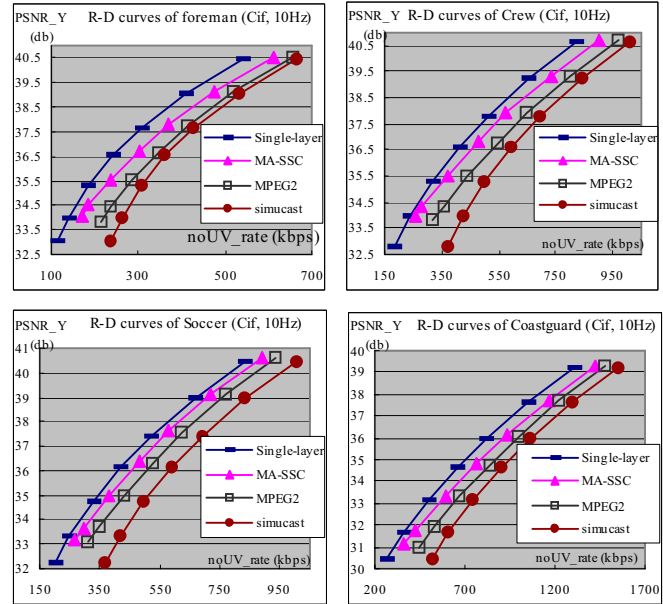 PSNR_Y R-D curves of foreman (Cif, 10Hz)
(db)
40.5
39.5
38.5
37.5
36.5
35.5
34.5
33.5
32.5
Single-layer
MA-SSC
MPEG2
simucast
noUV_rate (kbps)
100 300 500 700
PSNR_Y R-D curves of Crew (Cif, 10Hz)
(db)
40.5
39.5
38.5
37.5
36.5
35.5
34.5
33.5
32.5
Single-layer
MA-SSC
MPEG2
simucast
noUV_rate (kbps)
150 350 550 750 950
PSNR_Y R-D curves of Soccer (Cif, 10Hz)
(db)
41
40
39
38
37
36
35
34
33
32
Single-layer
MA-SSC
MPEG2
simucast
noUV_rate (kbps)
150 350 550 750 950
PSNR_Y R-D curves of Coastguard (Cif, 10Hz)
(db)
40
39
38
37
36
35
34
33
32
31
30
Single-layer
MA-SSC
MPEG2
simucast
noUV_rate (kbps)
200 700 1200 1700